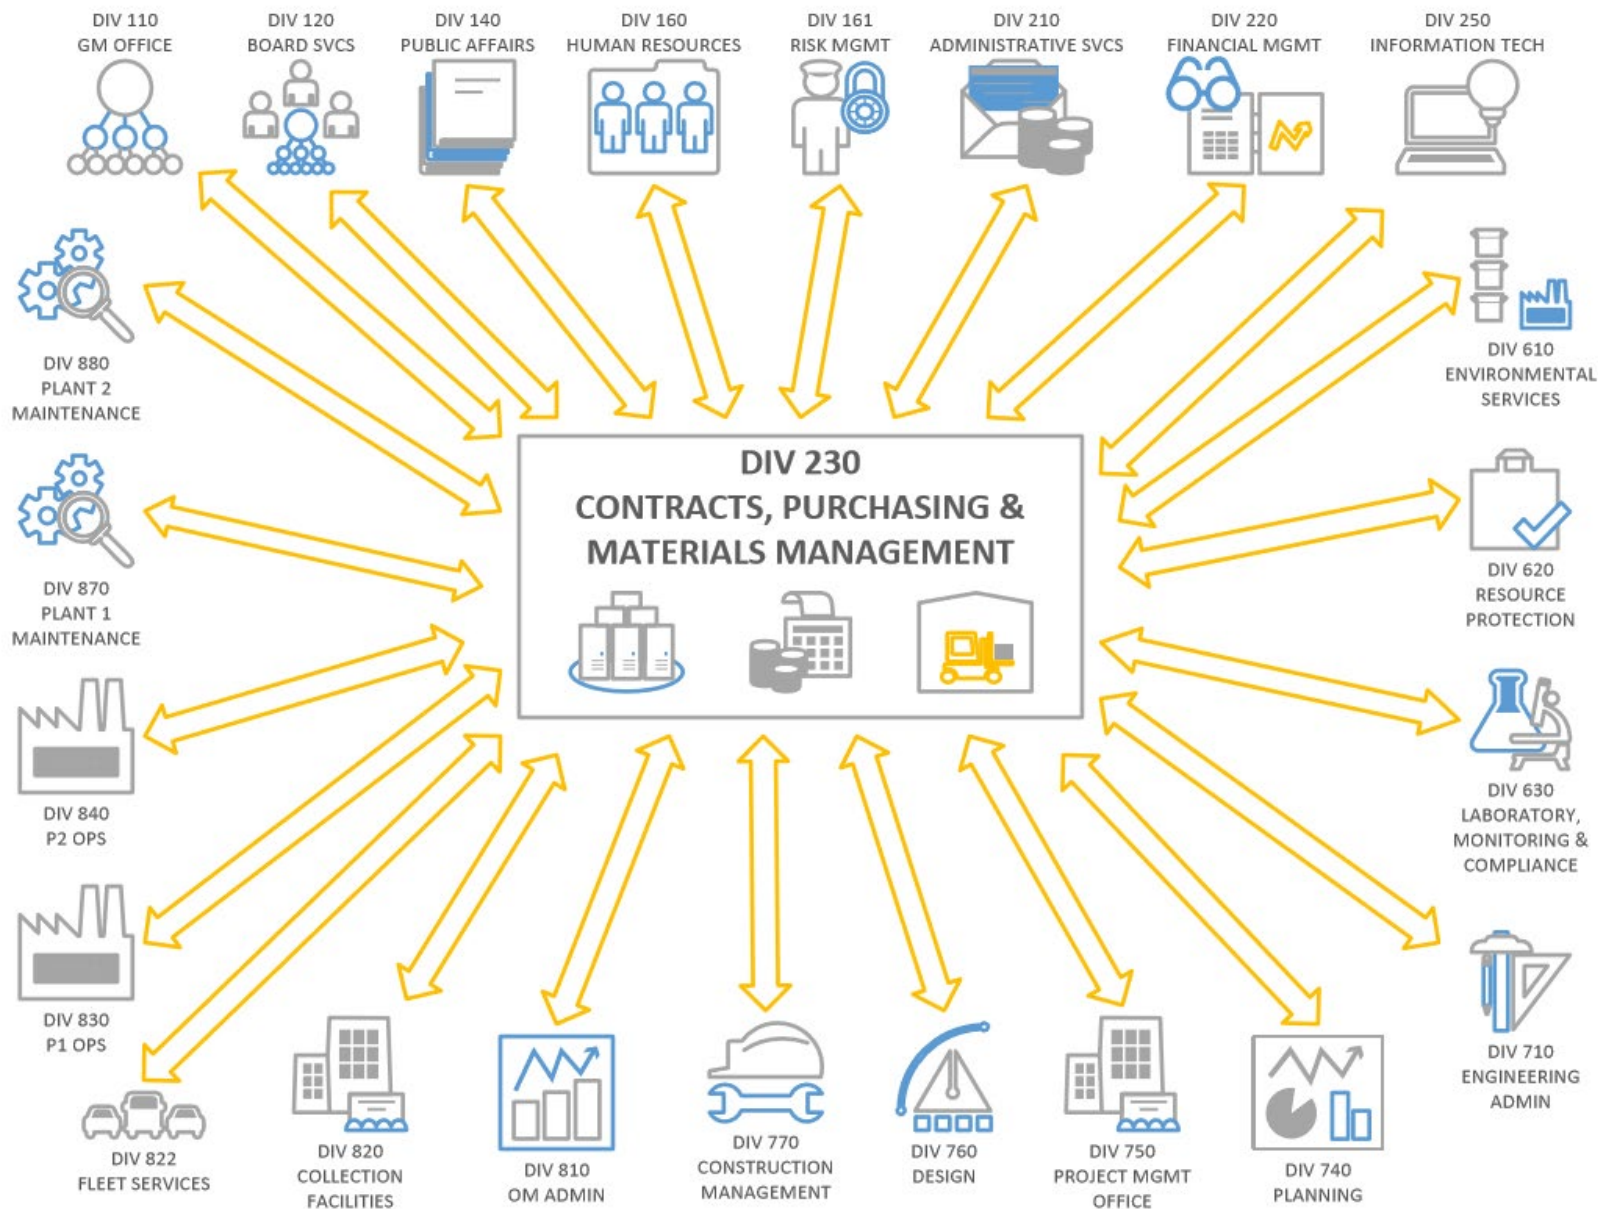 DIV 110
GM OFFICE
DIV 120
BOARD SVCS
DIV 140
PUBLIC AFFAIRS
DIV 160
HUMAN RESOURCES
DIV 161
RISK MGMT
DIV 210
ADMINISTRATIVE SVCS
DIV 220
FINANCIAL MGMT
DIV 250
INFORMATION TECH
DIV 880
PLANT 2
MAINTENANCE
DIV 870
PLANT 1
MAINTENANCE
DIV 840
P2 OPS
DIV 830
P1 OPS
DIV 230
CONTRACTS, PURCHASING &
MATERIALS MANAGEMENT
DIV 610
ENVIRONMENTAL
SERVICES
DIV 620
RESOURCE
PROTECTION
DIV 630
LABORATORY,
MONITORING &
COMPLIANCE
DIV 710
ENGINEERING
ADMIN
DIV 822
FLEET SERVICES
DIV 820
COLLECTION
FACILITIES
DIV 810
OM ADMIN
DIV 770
CONSTRUCTION
MANAGEMENT
DIV 760
DESIGN
DIV 750
PROJECT MGMT
OFFICE
DIV 740
PLANNING